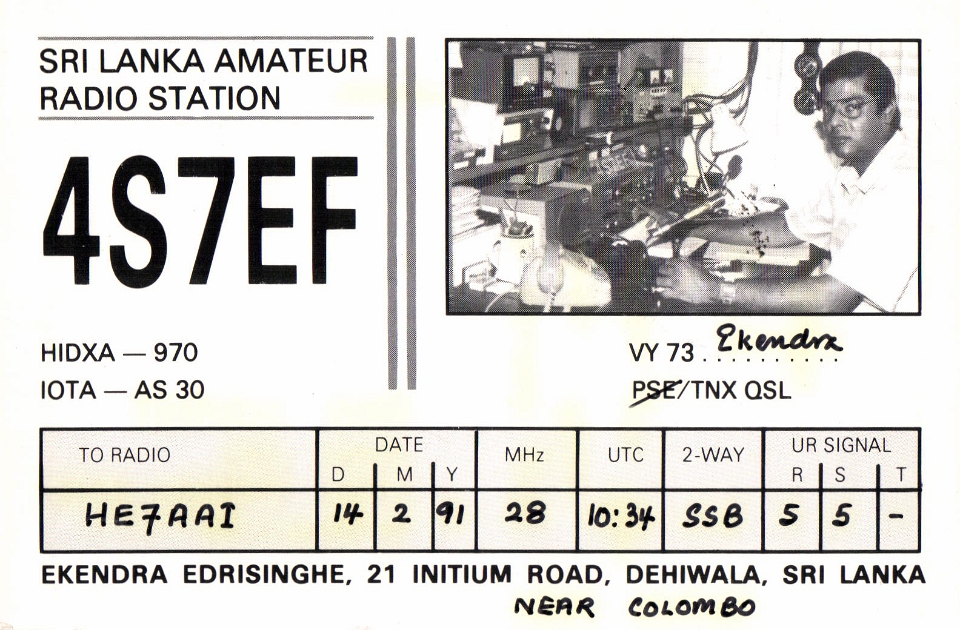 SRI LANKA AMATEUR
RADIO STATION
4S7EF
HIDXA — 970
IOTA — AS 30
VY 73 . Ekendra
PSE/TNX QSL
TO RADIO DATE MHz UTC 2-WAY UR SIGNAL
D M Y R S T
HE7AAI 14 2 91 28 10:34 SSB 5 5 -
EKENDRA EDRISINGHE, 21 INITIUM ROAD, DEHIWALA, SRI LANKA
NEAR COLOMBO